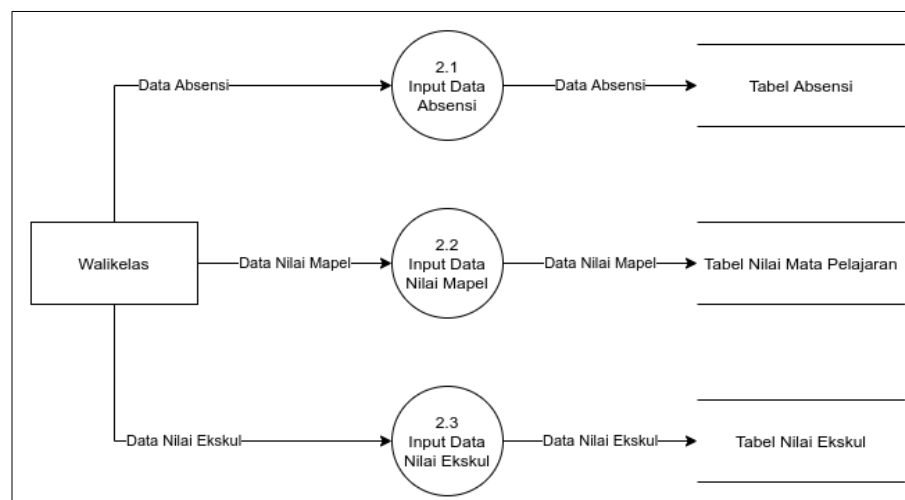 Data Absensi
2.1
Input Data
Absensi
Data Absensi
Tabel Absensi
Walikelas
Data Nilai Mapel
2.2
Input Data
Nilai Mapel
Data Nilai Mapel
Tabel Nilai Mata Pelajaran
Data Nilai Ekskul
2.3
Input Data
Nilai Ekskul
Data Nilai Ekskul
Tabel Nilai Ekskul